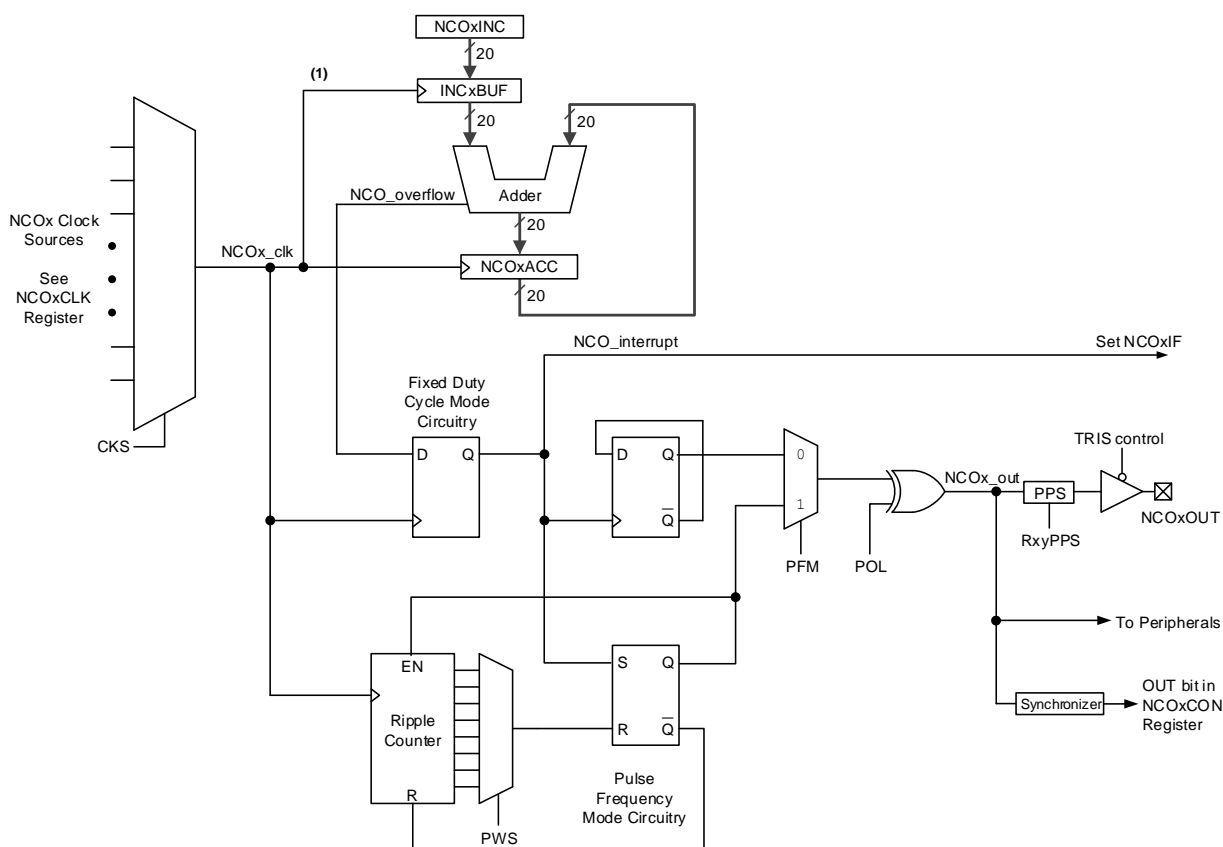 NCOxINC
20
(1)
INCxBUF
20
20
NCO_overflow
Adder
20
NCOx Clock
Sources
See
NCOxCLK
Register
NCOx_clk
NCOxACC
20
NCO_interrupt
Set NCOxIF
Fixed Duty
Cycle Mode
Circuitry
CKS
D
Q
D
Q
Q
0
1
PFM
POL
NCOx_out
TRIS control
PPS
RxyPPS
NCOxOUT
To Peripherals
EN
Ripple
Counter
R
PWS
S
Q
R
Q
Pulse
Frequency
Mode Circuitry
Synchronizer
OUT bit in
NCOxCON
Register